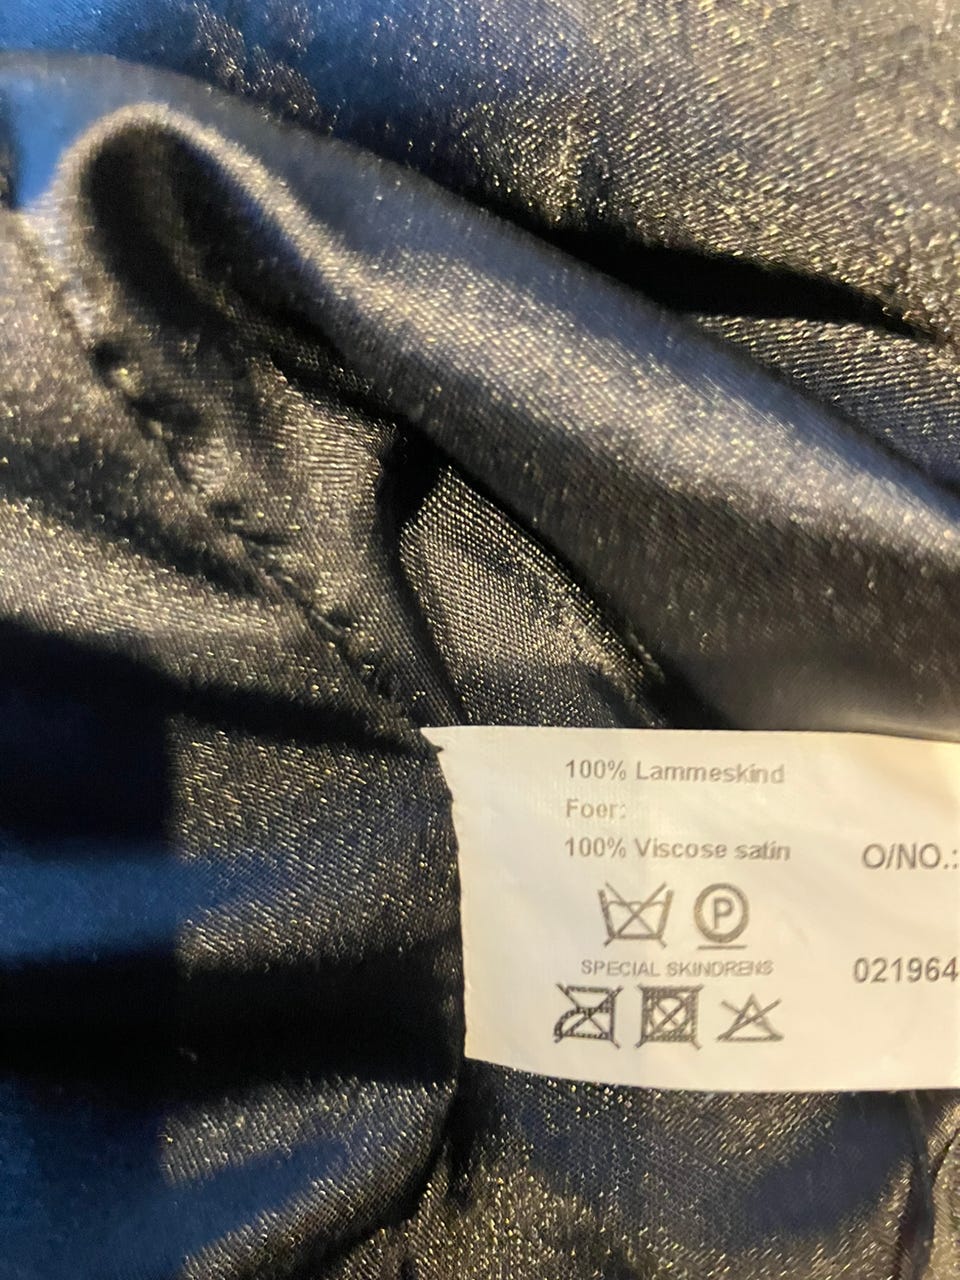 100% Lammeskind
Foer:
100% Viscose satin
O/NO.:
P
SPECIAL SKINDRENS
021964